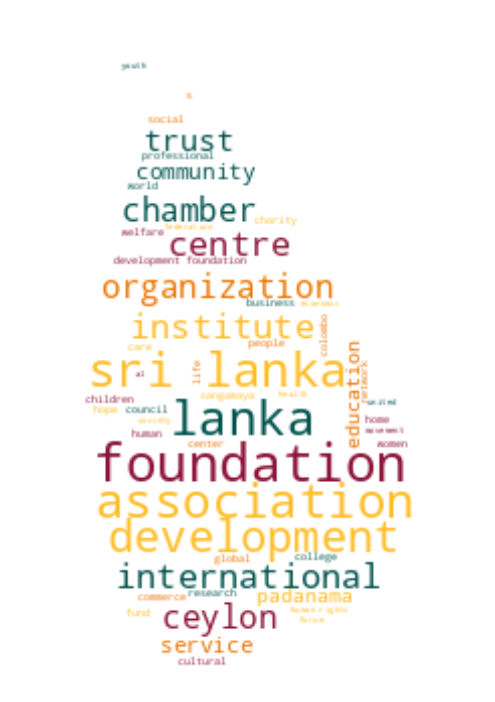 youth
s
social
trust
professional
community
world
chamber
charity
federation
welfare
centre
development foundation
organization
business economic
institute
colombo
people
care
sri lanka
life
al
education
network
health
sangamaya
children
united
hope council
lanka
society
home
movement
human
center
women
foundation
association
development
global college
international
research
commerce
padanama
fund
human rights
ceylon
forum
service
cultural